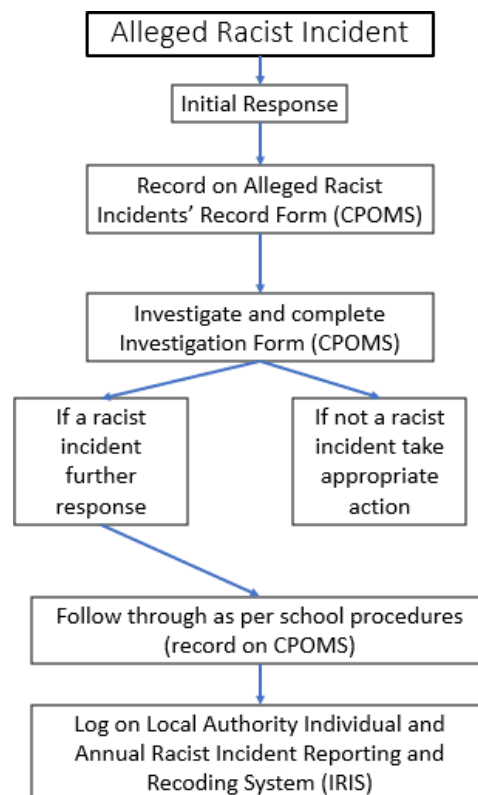 Alleged Racist Incident
Initial Response
Record on Alleged Racist
Incidents' Record Form (CPOMS)
Investigate and complete
Investigation Form (CPOMS)
If a racist
incident
further
response
If not a racist
incident take
appropriate
action
Follow through as per school procedures
(record on CPOMS)
Log on Local Authority Individual and
Annual Racist Incident Reporting and
Recoding System (IRIS)